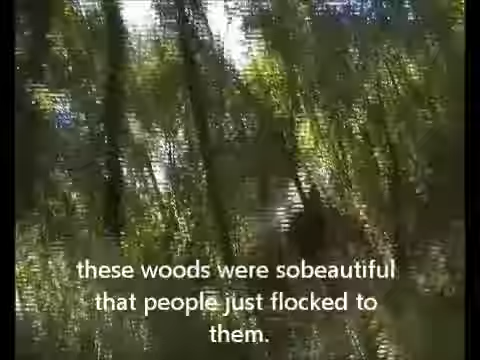 these woods were sobeautiful
that people just flocked to
them.